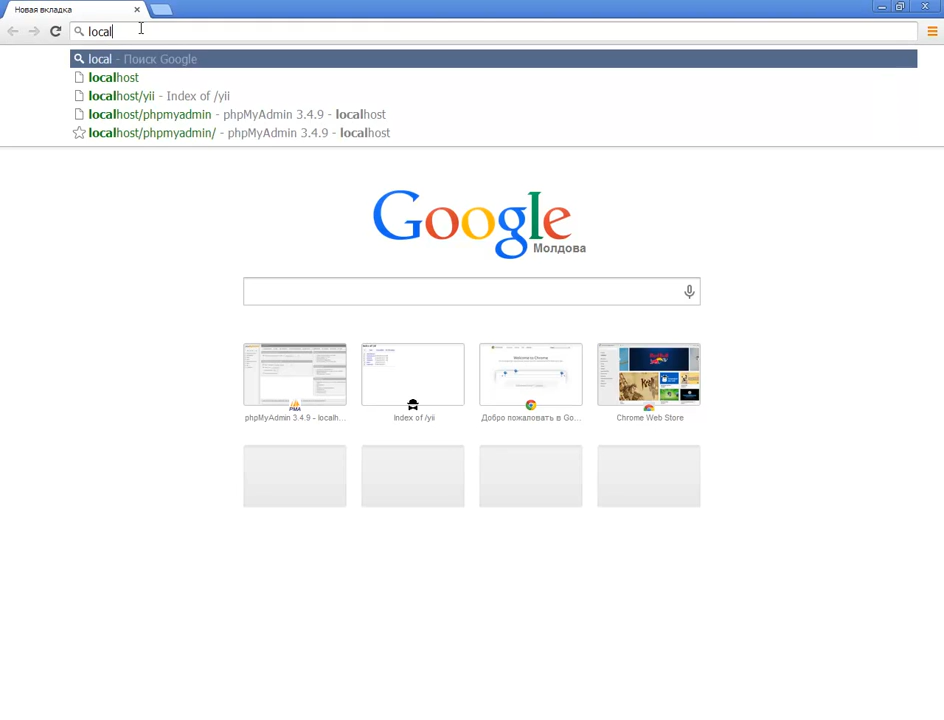 Новая вкладка
local
local - Поиск Google
localhost
localhost/yii - Index of /yii
localhost/phpmyadmin - phpMyAdmin 3.4.9 - localhost
localhost/phpmyadmin/ - phpMyAdmin 3.4.9 - localhost
Google
Молдова
phpMyAdmin 3.4.9 - localh...
Index of /yii
Добро пожаловать в Go...
Chrome Web Store